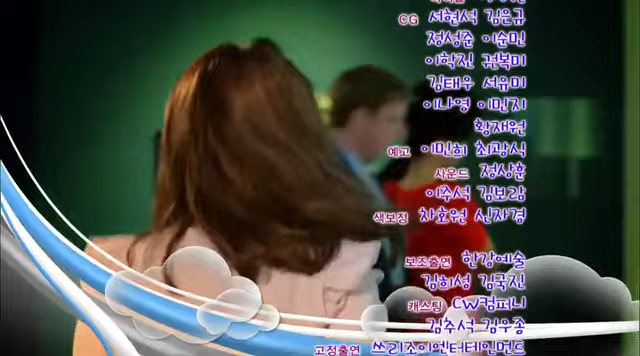 CG 서현석 김은규
정성준 이순민
이학진 권복미
김태우 서유미
이나영 이민지
황재원
예고 이민희 최광식
사운드 정상훈
이주석 김보람
색보정 차호원 신자경
보조출연 한강예술
김희성 김국진
캐스팅 CW컴퍼니
김추석 김우종
고정출연 쓰리조이엔터테인먼트